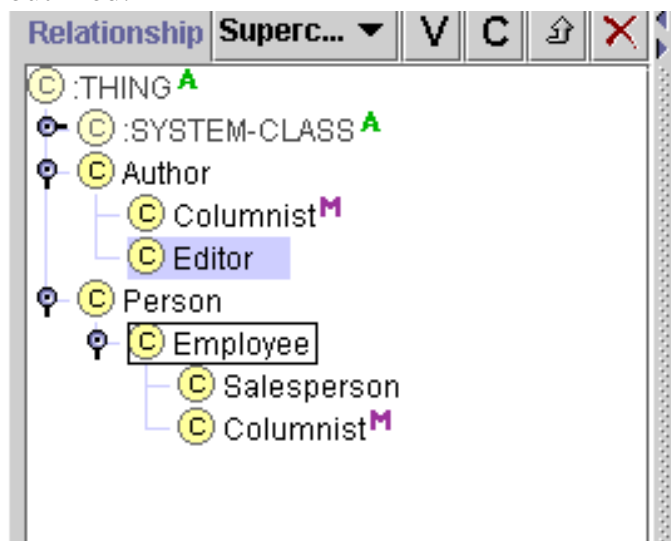 Relationship Superc... V C
C :THING A
C :SYSTEM-CLASS A
C Author
C Columnist M
C Editor
C Person
C Employee
C Salesperson
C Columnist M